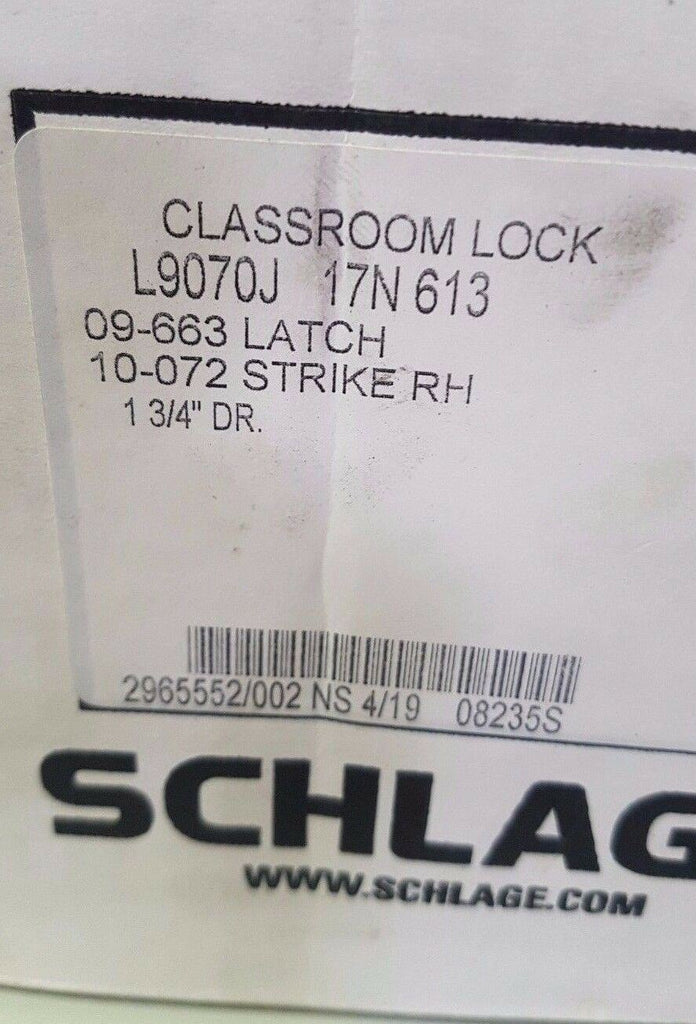 CLASSROOM LOCK
L9070J 17N 613
09-663 LATCH
10-072 STRIKE RH
1 3/4" DR.
2965552/002 NS 4/19 08235S
SCHLAG
WWW.SCHLAGE.COM